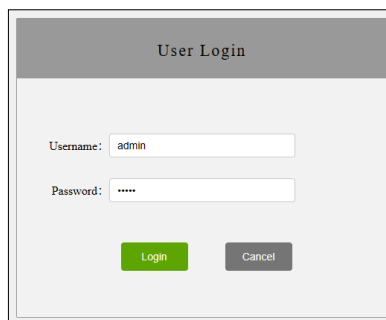 User Login
Username: admin
Password: •••••
Login Cancel